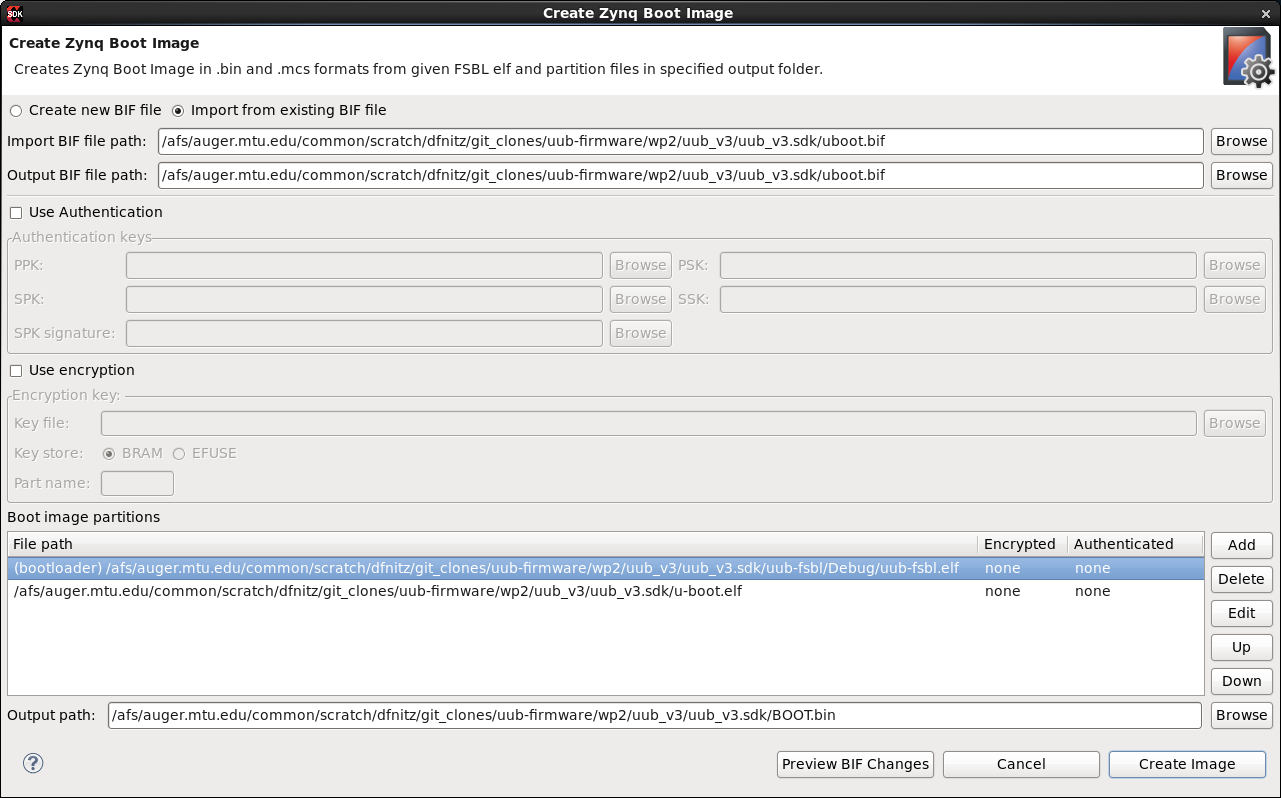 SDK Create Zynq Boot Image
Create Zynq Boot Image
Creates Zynq Boot Image in .bin and .mcs formats from given FSBL elf and partition files in specified output folder.
Create new BIF file Import from existing BIF file
Import BIF file path: /afs/auger.mtu.edu/common/scratch/dfnitz/git_clones/uub-firmware/wp2/uub_v3/uub_v3.sdk/uboot.bif Browse
Output BIF file path: /afs/auger.mtu.edu/common/scratch/dfnitz/git_clones/uub-firmware/wp2/uub_v3/uub_v3.sdk/uboot.bif Browse
Use Authentication
Authentication keys
PPK: Browse PSK: Browse
SPK: Browse SSK: Browse
SPK signature: Browse
Use encryption
Encryption key:
Key file: Browse
Key store: BRAM EFUSE
Part name:
Boot image partitions
File path Encrypted Authenticated Add
(bootloader) /afs/auger.mtu.edu/common/scratch/dfnitz/git_clones/uub-firmware/wp2/uub_v3/uub_v3.sdk/uub-fsbl/Debug/uub-fsbl.elf none none Delete
/afs/auger.mtu.edu/common/scratch/dfnitz/git_clones/uub-firmware/wp2/uub_v3/uub_v3.sdk/u-boot.elf none none
Edit
Up
Down
Output path: /afs/auger.mtu.edu/common/scratch/dfnitz/git_clones/uub-firmware/wp2/uub_v3/uub_v3.sdk/BOOT.bin Browse
? Preview BIF Changes Cancel Create Image